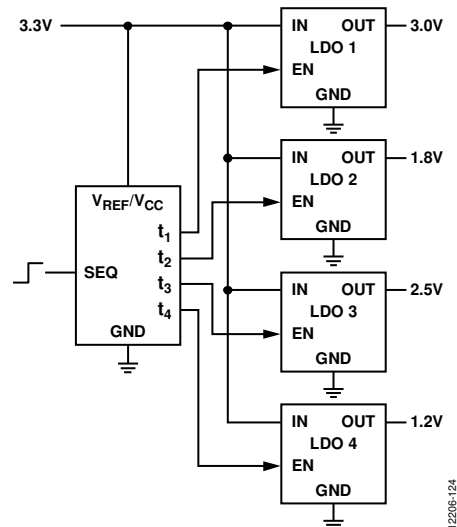 3.3V
IN OUT 3.0V
LDO 1
EN
GND
IN OUT 1.8V
LDO 2
EN
GND
VREF/VCC
t1
t2
SEQ
t3
t4
GND
IN OUT 2.5V
LDO 3
EN
GND
IN OUT 1.2V
LDO 4
EN
GND
12206-124